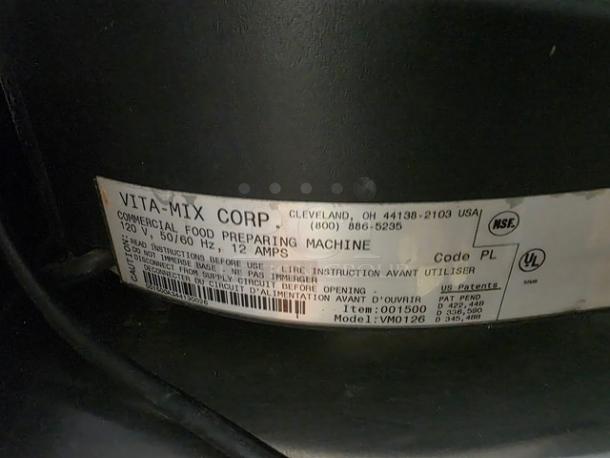 VITA-MIX CORP. CLEVELAND, OH 44138-2103 USA
(800) 886-5235
COMMERCIAL FOOD PREPARING MACHINE
120 V, 50/60 Hz, 12 AMPS
Code PL
NSF.
UL
CAUTION:
READ INSTRUCTIONS BEFORE USE LIRE INSTRUCTION AVANT UTILISER
DO NOT IMMERSE BASE. NE PAS IMMERGER
DISCONNECT FROM SUPPLY CIRCUIT BEFORE OPENING.
DECONNECTER DU CIRCUIT D'ALIMENTATION AVANT D'OUVRIR
US Patents
PAT PEND
D 422,449
D 336,590
D 345,488
Item:001500
Model:VM0126